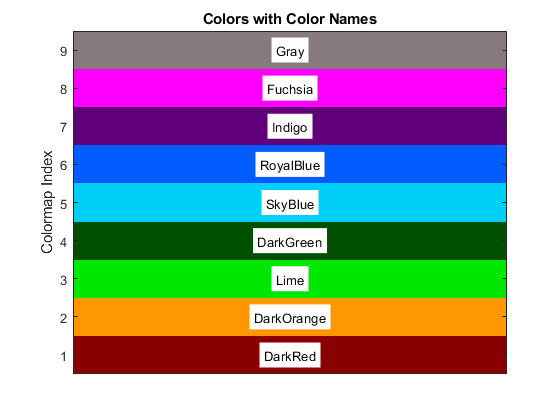 Colors with Color Names
Colormap Index
9
Gray
8
Fuchsia
7
Indigo
6
RoyalBlue
5
SkyBlue
4
DarkGreen
3
Lime
2
DarkOrange
1
DarkRed